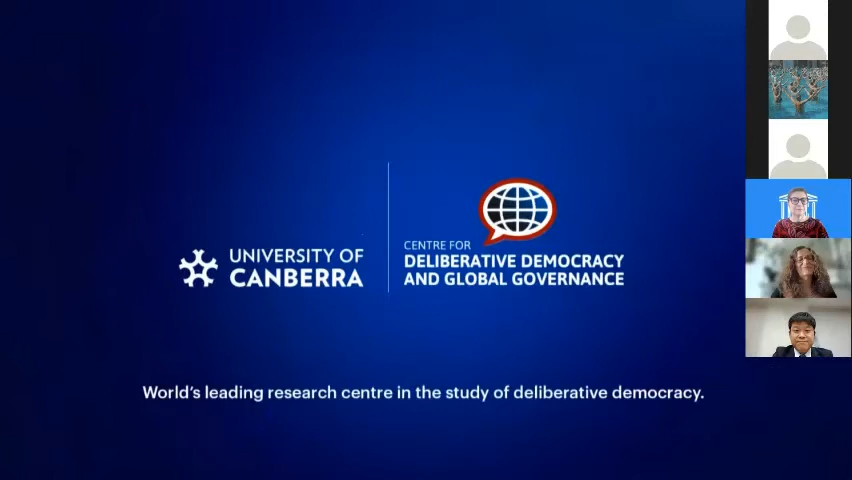 UNIVERSITY OF
CANBERRA
CENTRE FOR
DELIBERATIVE DEMOCRACY
AND GLOBAL GOVERNANCE
World's leading research centre in the study of deliberative democracy.